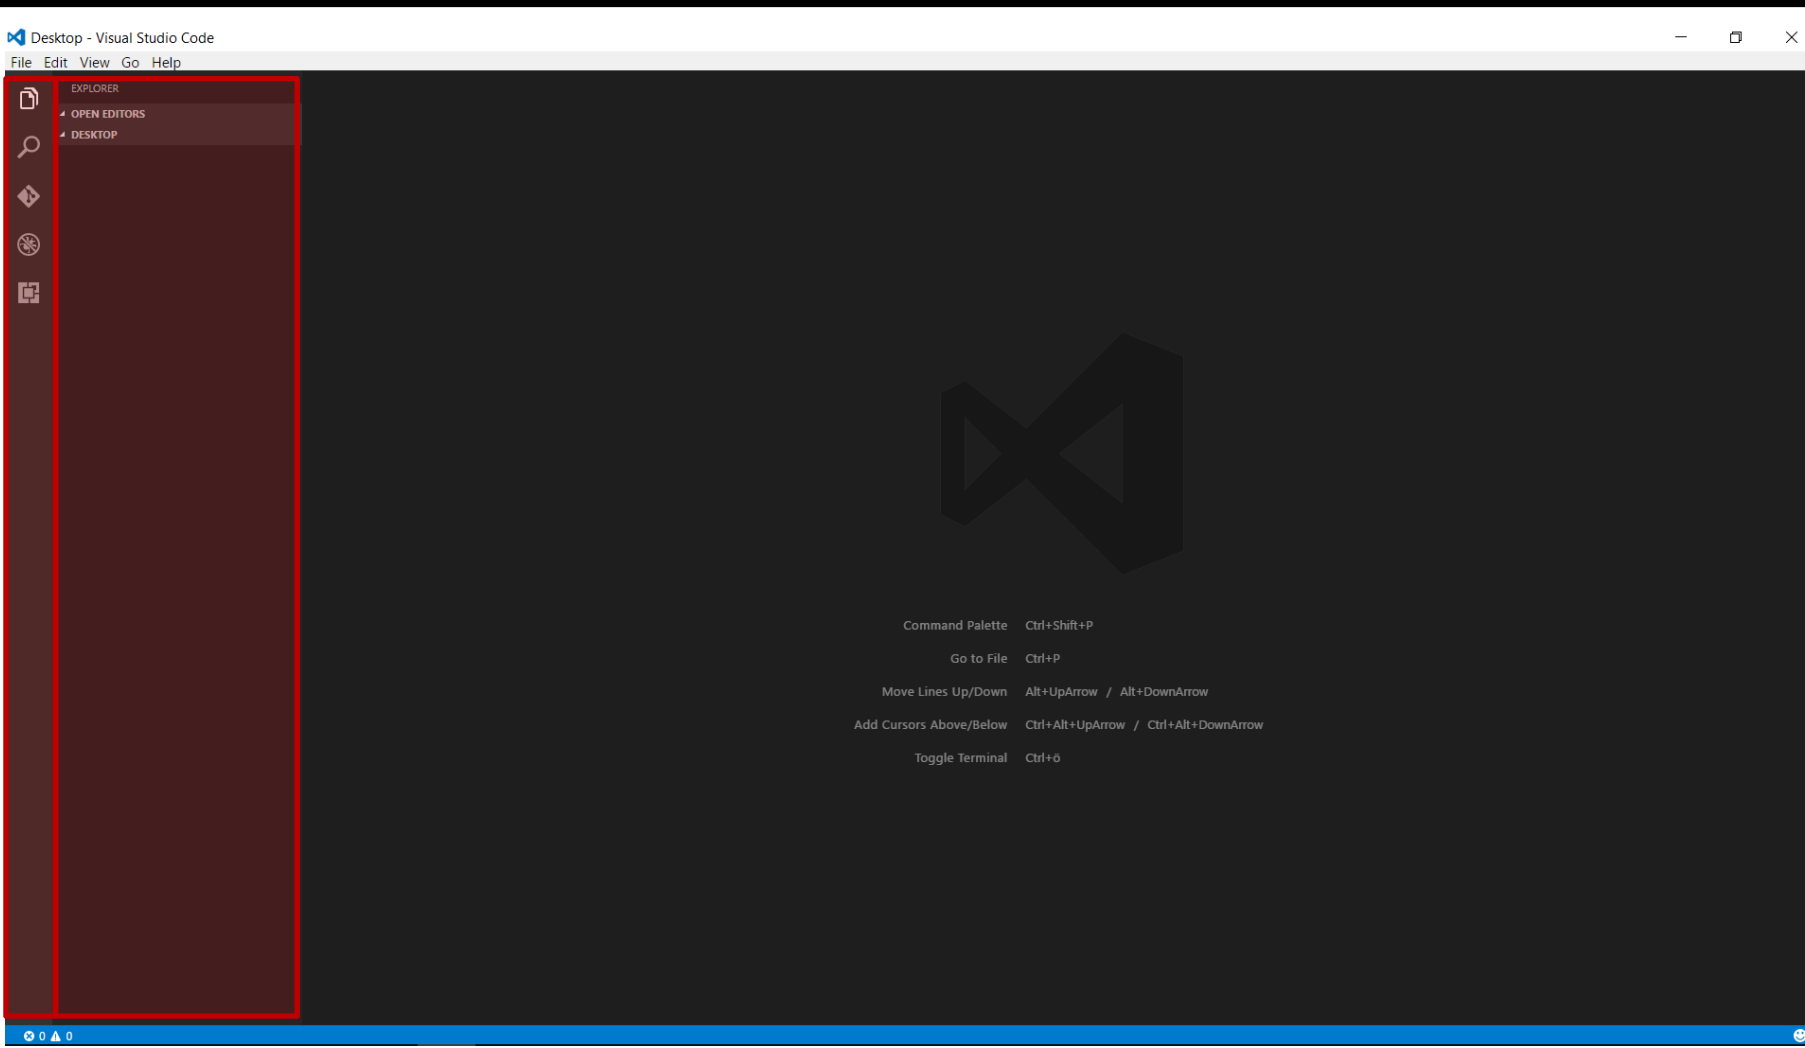 Desktop - Visual Studio Code
File Edit View Go Help
EXPLORER
OPEN EDITORS
DESKTOP
Command Palette Ctrl+Shift+P
Go to File Ctrl+P
Move Lines Up/Down Alt+UpArrow / Alt+DownArrow
Add Cursors Above/Below Ctrl+Alt+UpArrow / Ctrl+Alt+DownArrow
Toggle Terminal Ctrl+ö
0 0